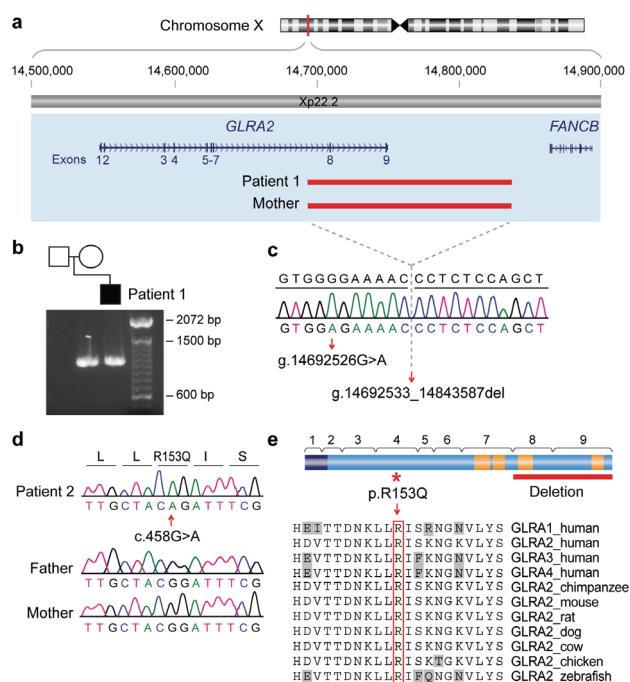 a
Chromosome X
14,500,000 14,600,000 14,700,000 14,800,000 14,900,000
Xp22.2
GLRA2 FANCB
Exons 12 3 4 5-7 8 9
Patient 1
Mother
b
Patient 1
2072 bp
1500 bp
600 bp
c
GTGGGGAAAAC CCTCTCCAGCT
GTGGAGAAAACCCTCTCCAGCT
g.14692526G>A
g.14692533_14843587del
d
L L R153Q I S
Patient 2
TTGCTACAGATTTCG
c.458G>A
Father
TTGCTACGGATTTCG
Mother
TTGCTACGGATTTCG
e
1 2 3 4 5 6 7 8 9
*
p.R153Q
Deletion
HEITTDNKLLRISRNGNVLYS GLRA1_human
HDVTTDNKLLRISKNGKVLYS GLRA2_human
HEVTTDNKLLRIFKNGNVLYS GLRA3_human
HEVTTDNKLLRIFKNGNVLYS GLRA4_human
HDVTTDNKLLRISKNGKVLYS GLRA2_chimpanzee
HDVTTDNKLLRISKNGKVLYS GLRA2_mouse
HDVTTDNKLLRISKNGKVLYS GLRA2_rat
HDVTTDNKLLRISKNGKVLYS GLRA2_dog
HDVTTDNKLLRISKNGKVLYS GLRA2_cow
HDVTTDNKLLRISKTGKVLYS GLRA2_chicken
HEVTTDNKLLRIFQNGNVLYS GLRA2_zebrafish